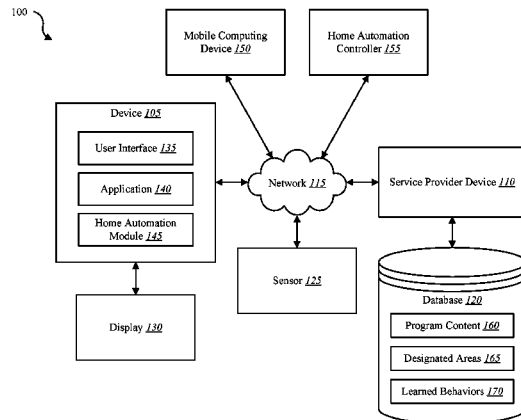 100
Mobile Computing
Device 150
Home Automation
Controller 155
Device 105
User Interface 135
Application 140
Home Automation
Module 145
Network 115
Service Provider
Device 110
Sensor 125
Display 130
Database 120
Program Content 160
Designated Areas 165
Learned Behaviors 170